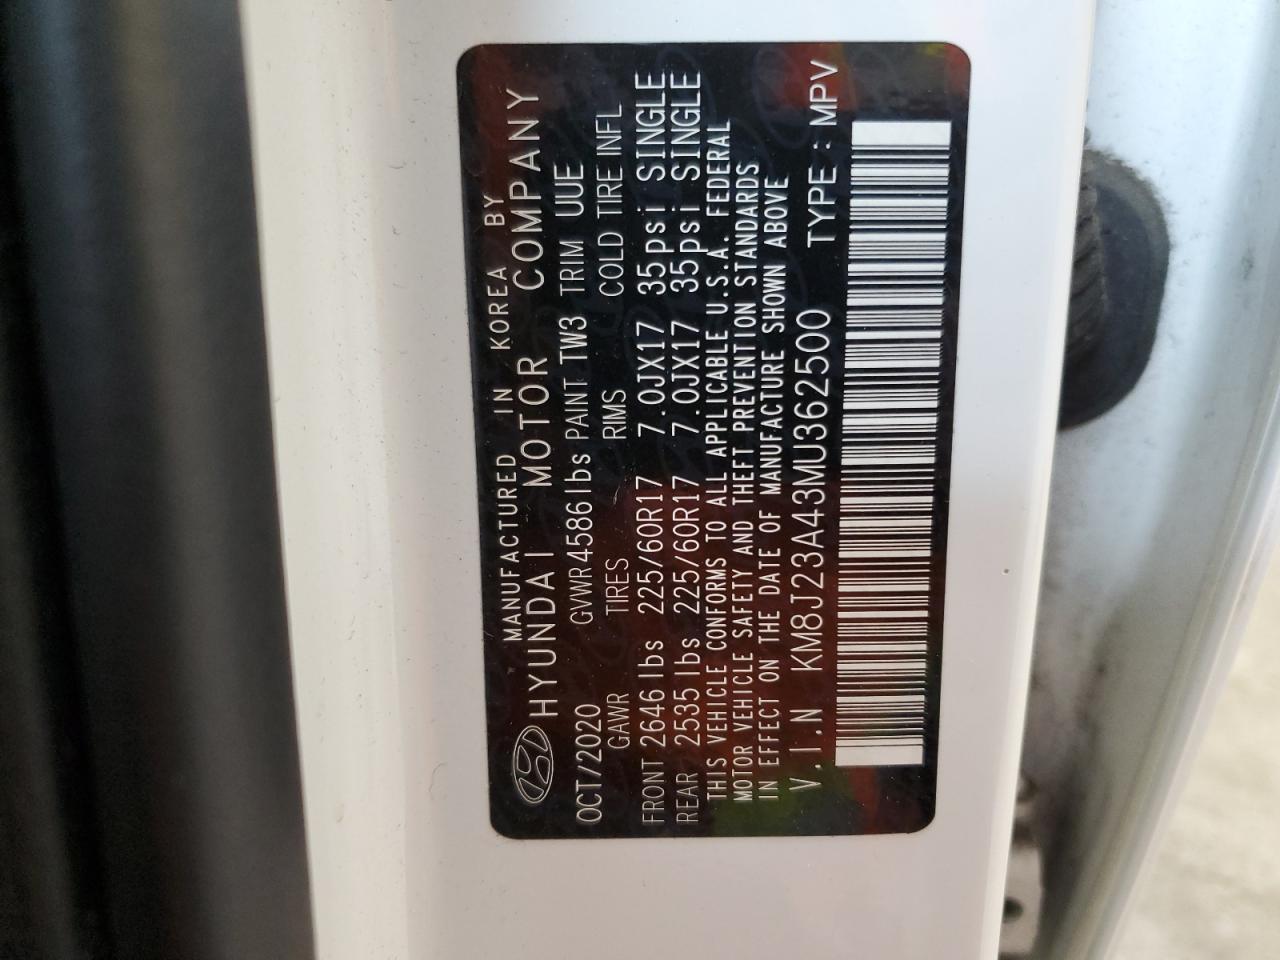 MANUFACTURED IN KOREA BY
HYUNDAI MOTOR COMPANY
OCT/2020 GVWR 4586lbs PAINT TW3 TRIM UUE
GAWR TIRES RIMS COLD TIRE INFL
FRONT 2646 lbs 225/60R17 7.0JX17 35psi SINGLE
REAR 2535 lbs 225/60R17 7.0JX17 35psi SINGLE
THIS VEHICLE CONFORMS TO ALL APPLICABLE U.S.A. FEDERAL
MOTOR VEHICLE SAFETY AND THEFT PREVENTION STANDARDS
IN EFFECT ON THE DATE OF MANUFACTURE SHOWN ABOVE
V.I.N KM8J23A43MU362500 TYPE : MPV